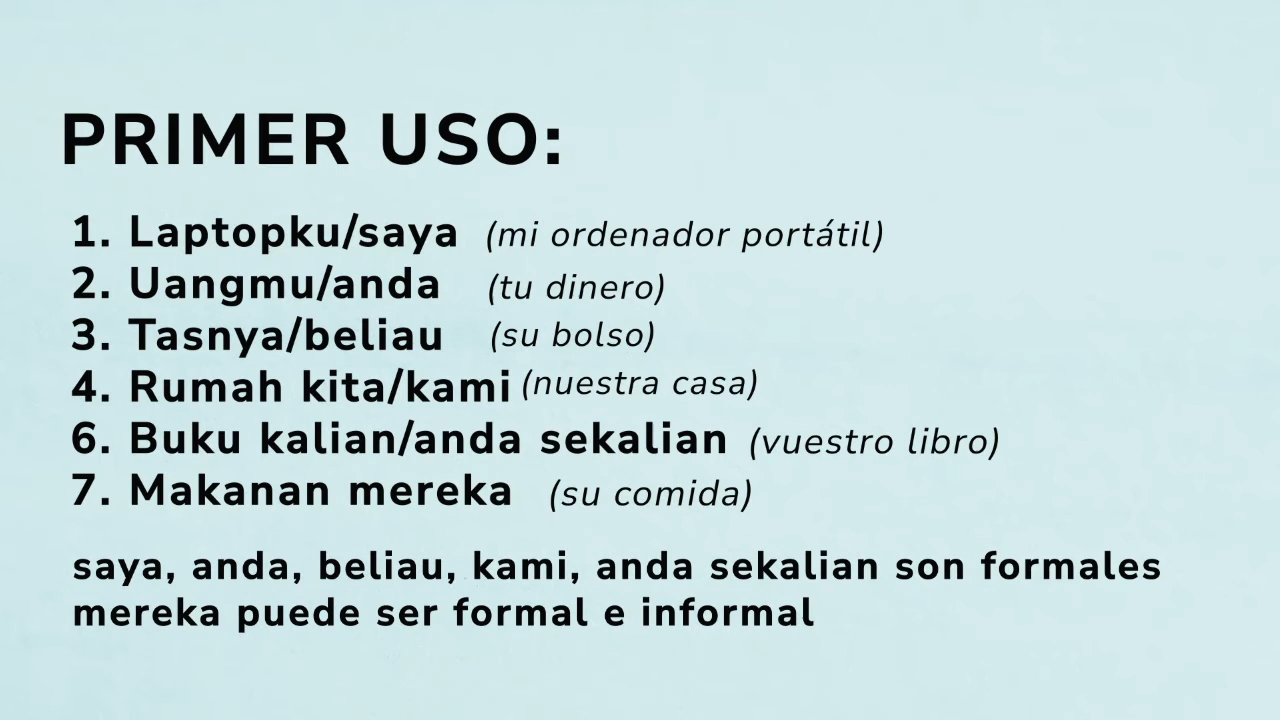 PRIMER USO:
1. Laptopku/saya (mi ordenador portátil)
2. Uangmu/anda (tu dinero)
3. Tasnya/beliau (su bolso)
4. Rumah kita/kami (nuestra casa)
6. Buku kalian/anda sekalian (vuestro libro)
7. Makanan mereka (su comida)
saya, anda, beliau, kami, anda sekalian son formales
mereka puede ser formal e informal